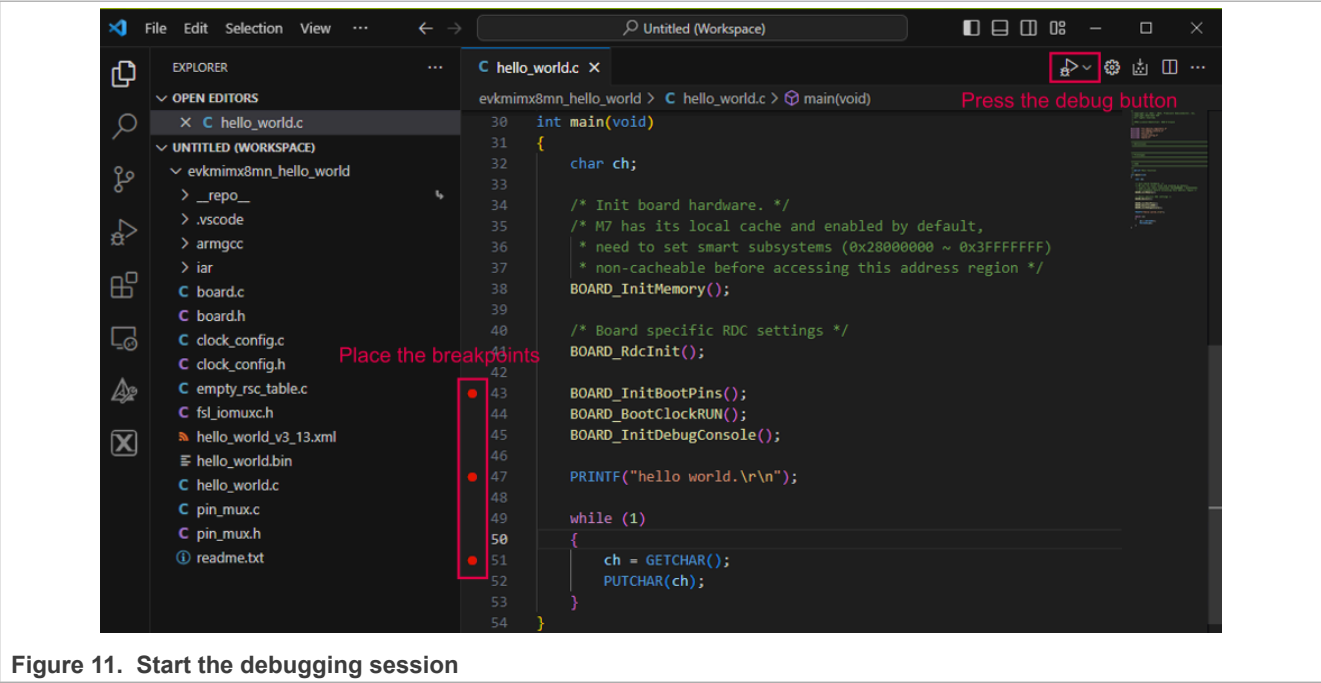 File Edit Selection View ··· Untitled (Workspace)
EXPLORER ···
OPEN EDITORS
C hello_world.c
UNTITLED (WORKSPACE)
evkmimx8mn_hello_world
__repo__
.vscode
armgcc
iar
C board.c
C board.h
C clock_config.c
C clock_config.h
C empty_rsc_table.c
C fsl_iomuxc.h
hello_world_v3_13.xml
hello_world.bin
C hello_world.c
C pin_mux.c
C pin_mux.h
readme.txt
C hello_world.c
Press the debug button
evkmimx8mn_hello_world > C hello_world.c > main(void)
30 int main(void)
31 {
32 char ch;
33
34 /* Init board hardware. */
35 /* M7 has its local cache and enabled by default,
36 * need to set smart subsystems (0x28000000 ~ 0x3FFFFFFF)
37 * non-cacheable before accessing this address region */
38 BOARD_InitMemory();
39
40 /* Board specific RDC settings */
Place the breakpoints
41 BOARD_RdcInit();
42
43 BOARD_InitBootPins();
44 BOARD_BootClockRUN();
45 BOARD_InitDebugConsole();
46
47 PRINTF("hello world.\r\n");
48
49 while (1)
50 {
51 ch = GETCHAR();
52 PUTCHAR(ch);
53 }
54 }
Figure 11. Start the debugging session